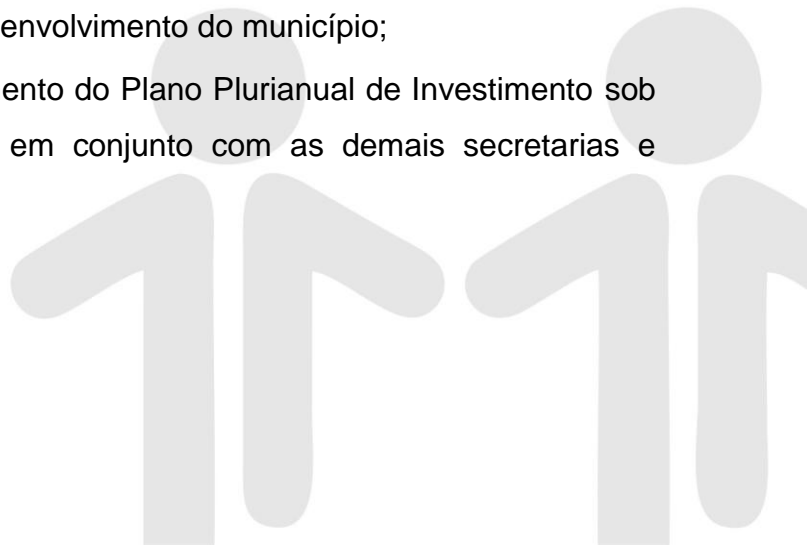 envolvimento do município;
ento do Plano Plurianual de Investimento sob
em conjunto com as demais secretarias e